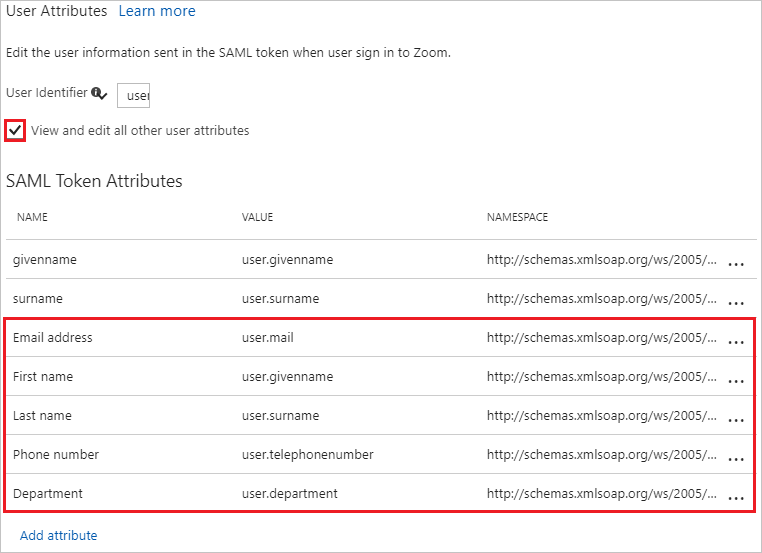 User Attributes Learn more
Edit the user information sent in the SAML token when user sign in to Zoom.
User Identifier user
View and edit all other user attributes
SAML Token Attributes
NAME VALUE NAMESPACE
givenname user.givenname http://schemas.xmlsoap.org/ws/2005/... ...
surname user.surname http://schemas.xmlsoap.org/ws/2005/... ...
Email address user.mail http://schemas.xmlsoap.org/ws/2005/... ...
First name user.givenname http://schemas.xmlsoap.org/ws/2005/... ...
Last name user.surname http://schemas.xmlsoap.org/ws/2005/... ...
Phone number user.telephonenumber http://schemas.xmlsoap.org/ws/2005/... ...
Department user.department http://schemas.xmlsoap.org/ws/2005/... ...
Add attribute